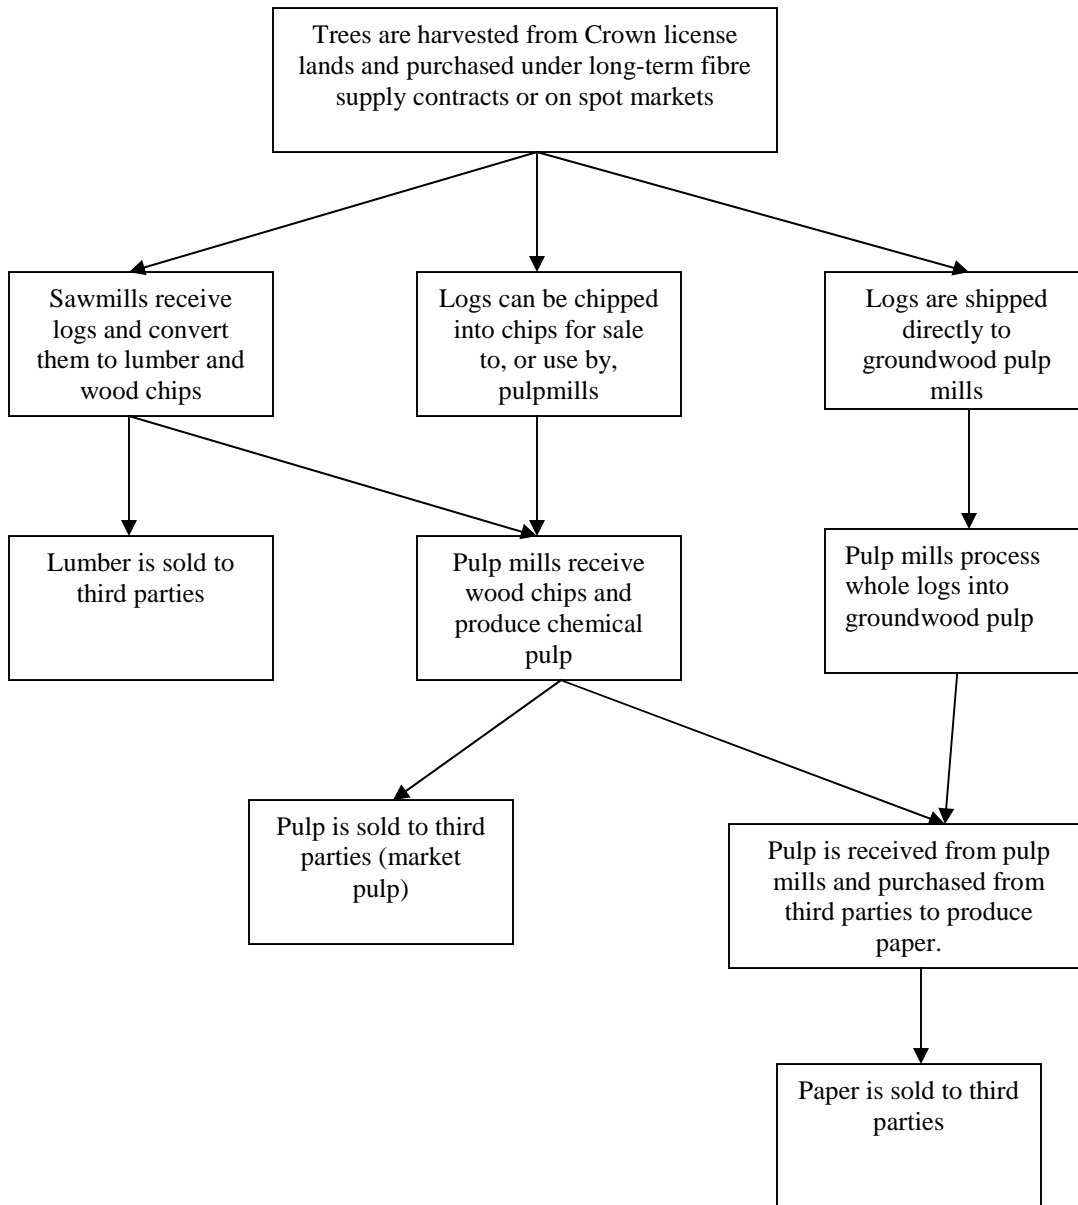 Trees are harvested from Crown license
lands and purchased under long-term fibre
supply contracts or on spot markets
Sawmills receive
logs and convert
them to lumber and
wood chips
Logs can be chipped
into chips for sale
to, or use by,
pulpmills
Logs are shipped
directly to
groundwood pulp
mills
Lumber is sold to
third parties
Pulp mills receive
wood chips and
produce chemical
pulp
Pulp mills process
whole logs into
groundwood pulp
Pulp is sold to third
parties (market
pulp)
Pulp is received from pulp
mills and purchased from
third parties to produce
paper.
Paper is sold to third
parties